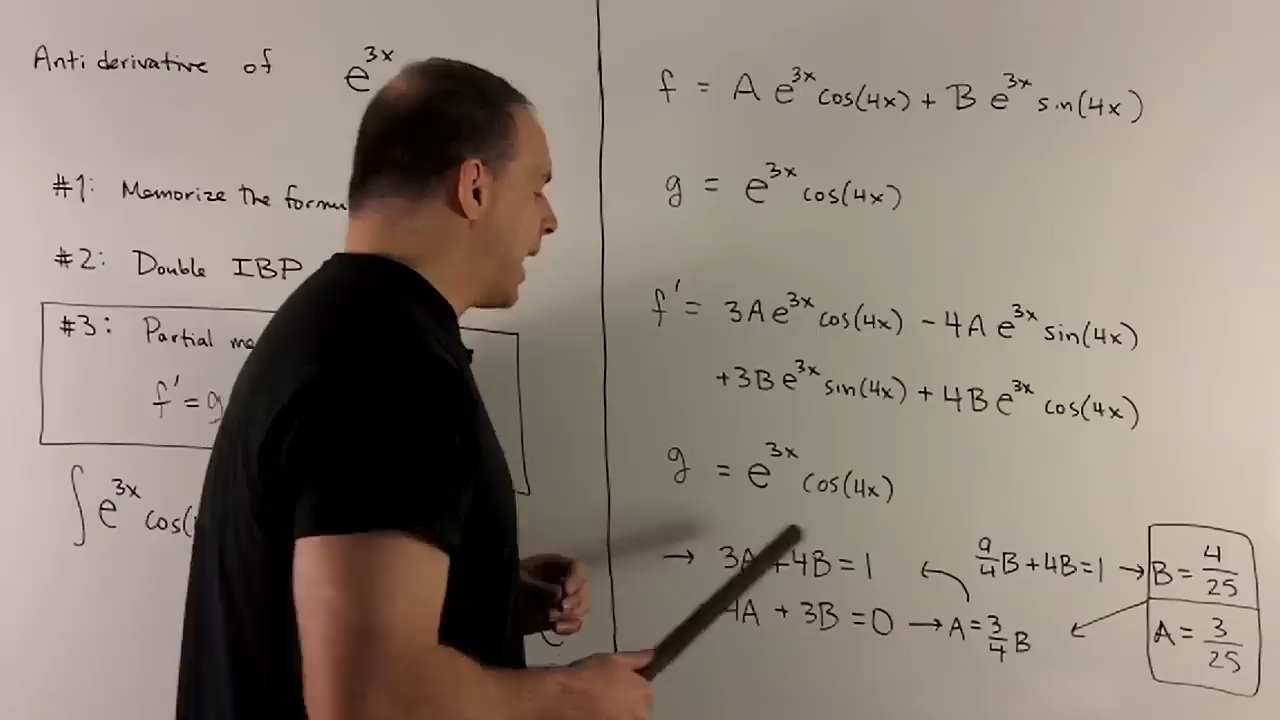 Anti derivative of e^{3x}
#1: Memorize the
#2: Double IBP
#3: Partial
f' = g
∫ e^{3x} cos(
f = A e^{3x} cos(4x) + B e^{3x} sin(4x)
g = e^{3x} cos(4x)
f' = 3A e^{3x} cos(4x) - 4A e^{3x} sin(4x)
+3B e^{3x} sin(4x) + 4B e^{3x} cos(4x)
g = e^{3x} cos(4x)
→ 3A + 4B = 1 ← 9/4 B + 4B = 1 → B = 4/25
4A + 3B = 0 → A = 3/4 B
A = 3/25